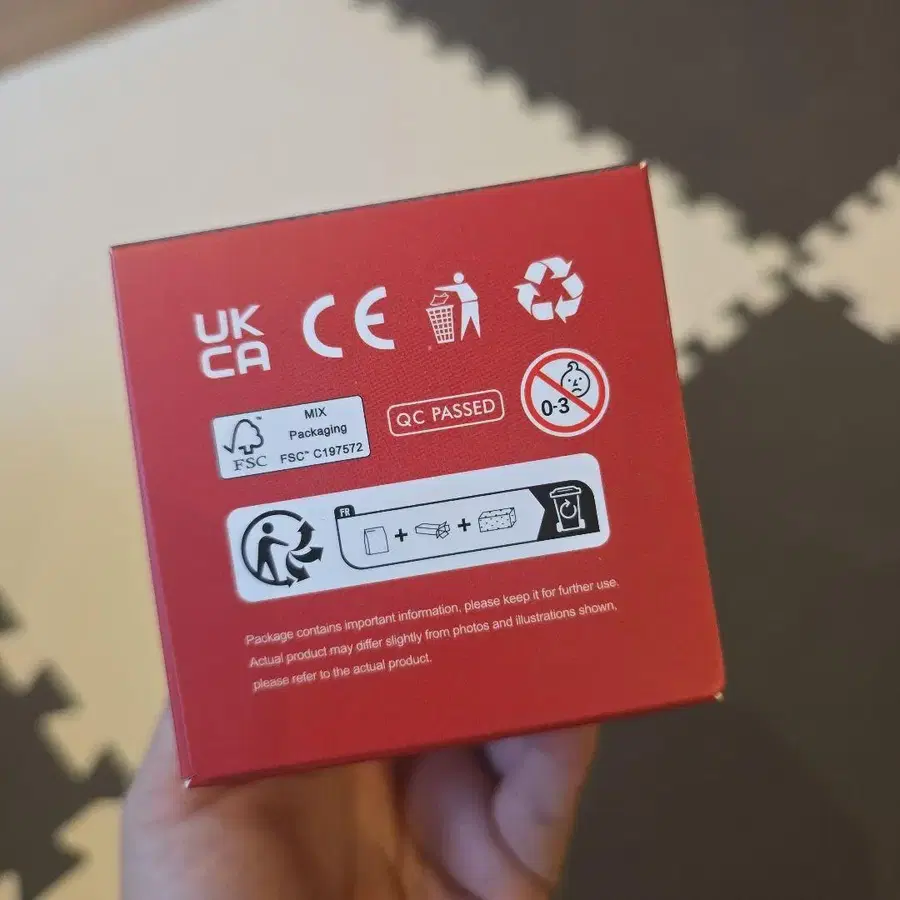 UK
CA
CE
MIX
Packaging
FSC™ C197572
FSC
QC PASSED
0-3
FR
Package contains important information, please keep it for further use.
Actual product may differ slightly from photos and illustrations shown,
please refer to the actual product.